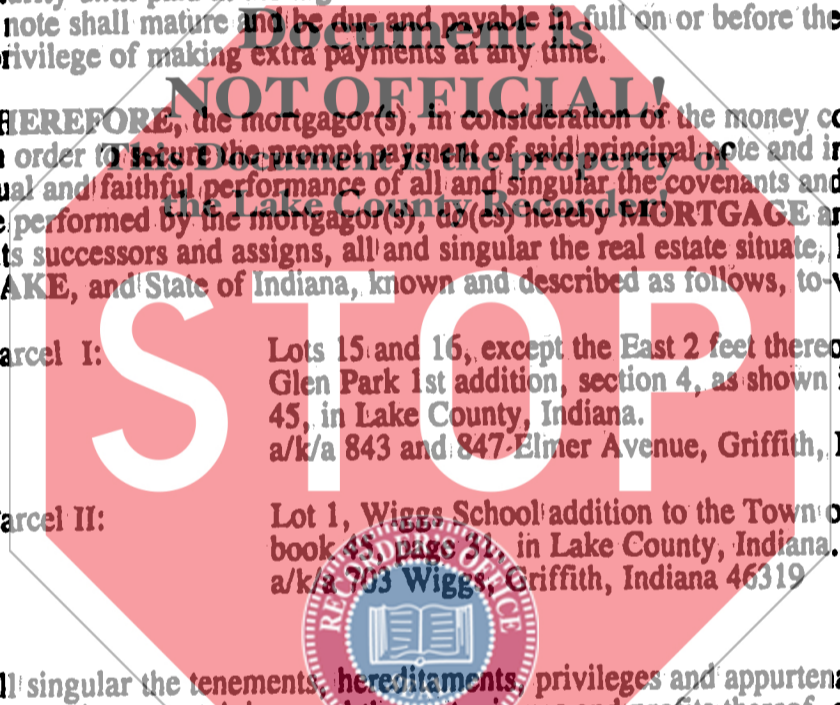 note shall mature and be due and payable in full on or before the
rivilege of making extra payments at any time.
Document is
NOT OFFICIAL!
HEREFORE, the mortgagor(s), in consideration of the money
order to secure the prompt payment of said principal note and
This Document is the property of
ual and faithful performance of all and singular the covenants and
the Lake County Recorder!
performed by the mortgagor(s), do(es) hereby MORTGAGE
ts successors and assigns, all and singular the real estate situate,
AKE, and State of Indiana, known and described as follows, to-
STOP
arcel I: Lots 15 and 16, except the East 2 feet thereo
Glen Park 1st addition, section 4, as shown
45, in Lake County, Indiana.
a/k/a 843 and 847 Elmer Avenue, Griffith,
arcel II: Lot 1, Wiggs School addition to the Town
book page in Lake County, Indiana.
a/k/a Wiggs, Griffith, Indiana 46319
RECORDER'S OFFICE
ll singular the tenements, hereditaments, privileges and appurten